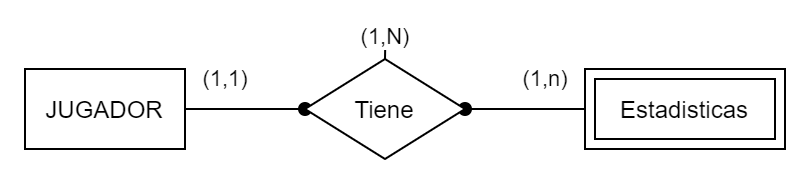 (1,N)
(1,1)
(1,n)
JUGADOR
Tiene
Estadisticas